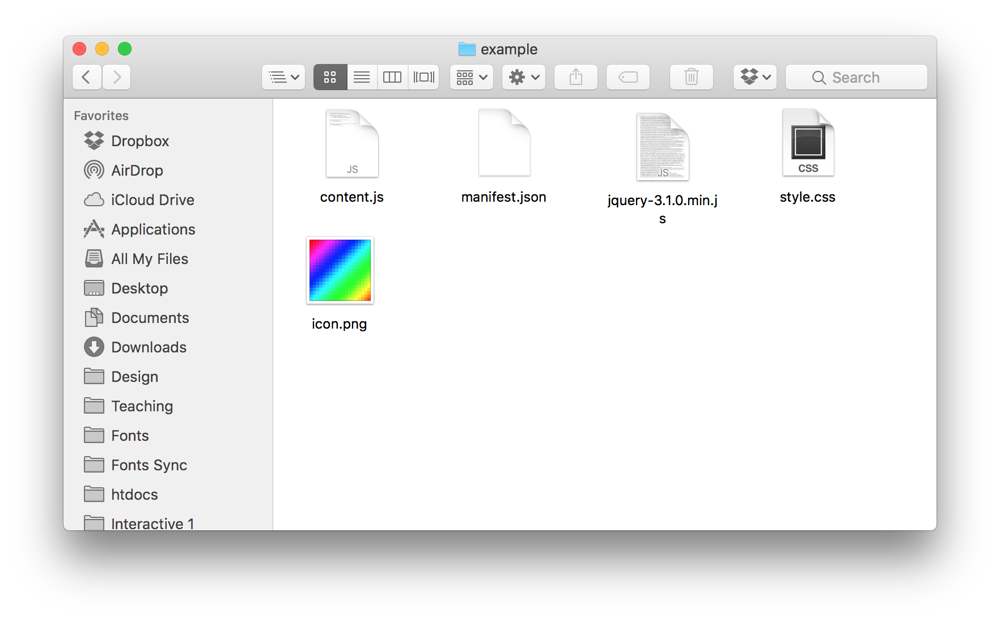 example
Search
Favorites
Dropbox
AirDrop
iCloud Drive
Applications
All My Files
Desktop
Documents
Downloads
Design
Teaching
Fonts
Fonts Sync
htdocs
Interactive 1
JS
content.js
manifest.json
JS
jquery-3.1.0.min.j
s
CSS
style.css
icon.png